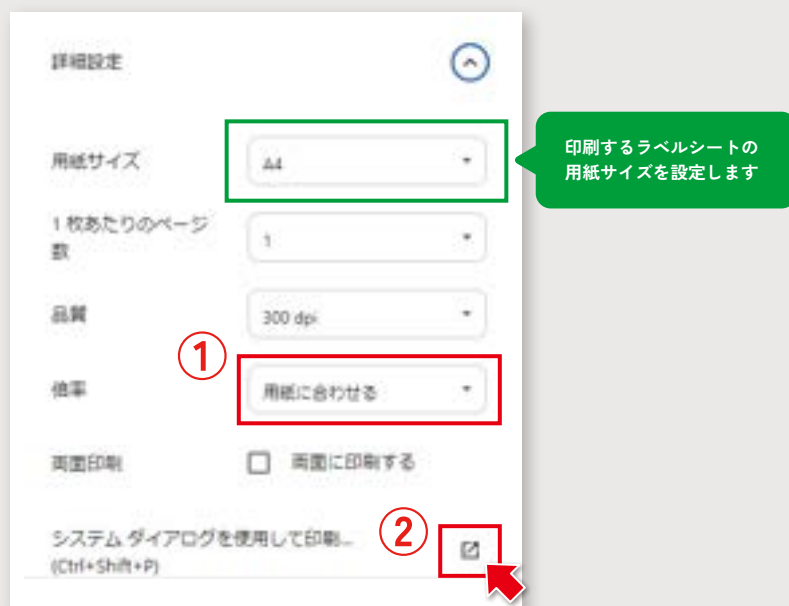 詳細設定
用紙サイズ
A4
印刷するラベルシートの
用紙サイズを設定します
1 枚あたりのページ
数
1
品質
300 dpi
①
倍率
用紙に合わせる
両面印刷
両面に印刷する
システム ダイアログを使用して印刷...
(Ctrl+Shift+P)
②